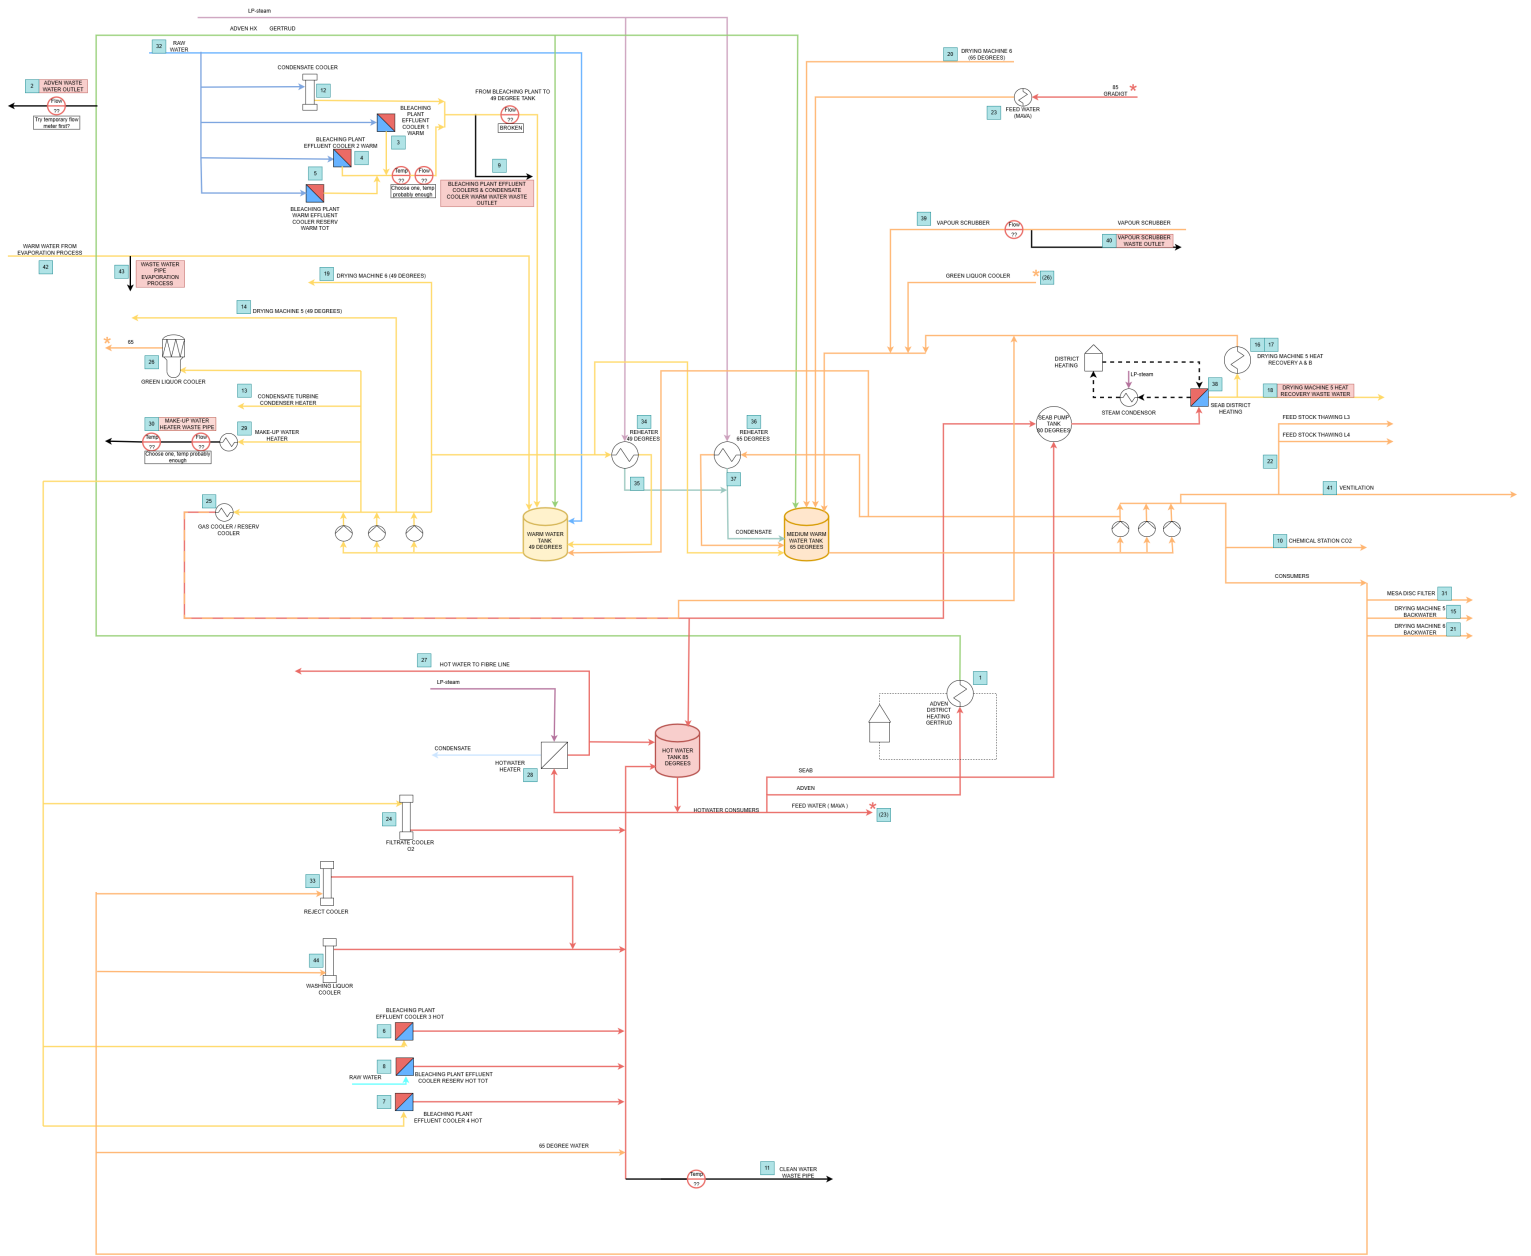 LP-steam
ADVEN HX
GERTRUD
32
RAW
WATER
2
ADVEN WASTE
WATER OUTLET
Flow
??
Try temporary flow
meter first?
CONDENSATE COOLER
12
BLEACHING
PLANT
EFFLUENT
COOLER 1
WARM
3
BLEACHING PLANT
EFFLUENT COOLER 2 WARM
4
5
BLEACHING PLANT
WARM EFFLUENT
COOLER RESERV
WARM TOT
Temp
??
Flow
??
Choose one, temp
probably enough
FROM BLEACHING PLANT TO
49 DEGREE TANK
Flow
??
BROKEN
9
BLEACHING PLANT EFFLUENT
COOLERS & CONDENSATE
COOLER WARM WATER WASTE
OUTLET
20
DRYING MACHINE 6
(65 DEGREES)
85
GRADIGT
*
23
FEED WATER
(MAVA)
39
VAPOUR SCRUBBER
Flow
??
VAPOUR SCRUBBER
40
VAPOUR SCRUBBER
WASTE OUTLET
GREEN LIQUOR COOLER
*
(26)
WARM WATER FROM
EVAPORATION PROCESS
42
43
WASTE WATER
PIPE
EVAPORATION
PROCESS
19
DRYING MACHINE 6 (49 DEGREES)
14
DRYING MACHINE 5 (49 DEGREES)
*
65
26
GREEN LIQUOR COOLER
13
CONDENSATE TURBINE
CONDENSER HEATER
30
MAKE-UP WATER
HEATER WASTE PIPE
Temp
??
Flow
??
Choose one, temp probably
enough
29
MAKE-UP WATER
HEATER
25
GAS COOLER / RESERV
COOLER
34
REHEATER
49 DEGREES
35
36
REHEATER
65 DEGREES
37
CONDENSATE
WARM WATER
TANK
49 DEGREES
MEDIUM WARM
WATER TANK
65 DEGREES
DISTRICT
HEATING
LP-steam
STEAM CONDENSOR
38
SEAB DISTRICT
HEATING
16
17
DRYING MACHINE 5 HEAT
RECOVERY A & B
18
DRYING MACHINE 5 HEAT
RECOVERY WASTE WATER
SEAB PUMP
TANK
80 DEGREES
FEED STOCK THAWING L3
FEED STOCK THAWING L4
22
41
VENTILATION
10
CHEMICAL STATION CO2
CONSUMERS
MESA DISC FILTER
31
DRYING MACHINE 5
BACKWATER
15
DRYING MACHINE 6
BACKWATER
21
27
HOT WATER TO FIBRE LINE
LP-steam
CONDENSATE
HOTWATER
HEATER
28
HOT WATER
TANK 85
DEGREES
1
ADVEN
DISTRICT
HEATING
GERTRUD
SEAB
ADVEN
HOTWATER CONSUMERS
FEED WATER ( MAVA )
*
(23)
24
FILTRATE COOLER
O2
33
REJECT COOLER
44
WASHING LIQUOR
COOLER
BLEACHING PLANT
EFFLUENT COOLER 3 HOT
6
8
RAW WATER
BLEACHING PLANT EFFLUENT
COOLER RESERV HOT TOT
7
BLEACHING PLANT
EFFLUENT COOLER 4 HOT
65 DEGREE WATER
Temp
??
11
CLEAN WATER
WASTE PIPE